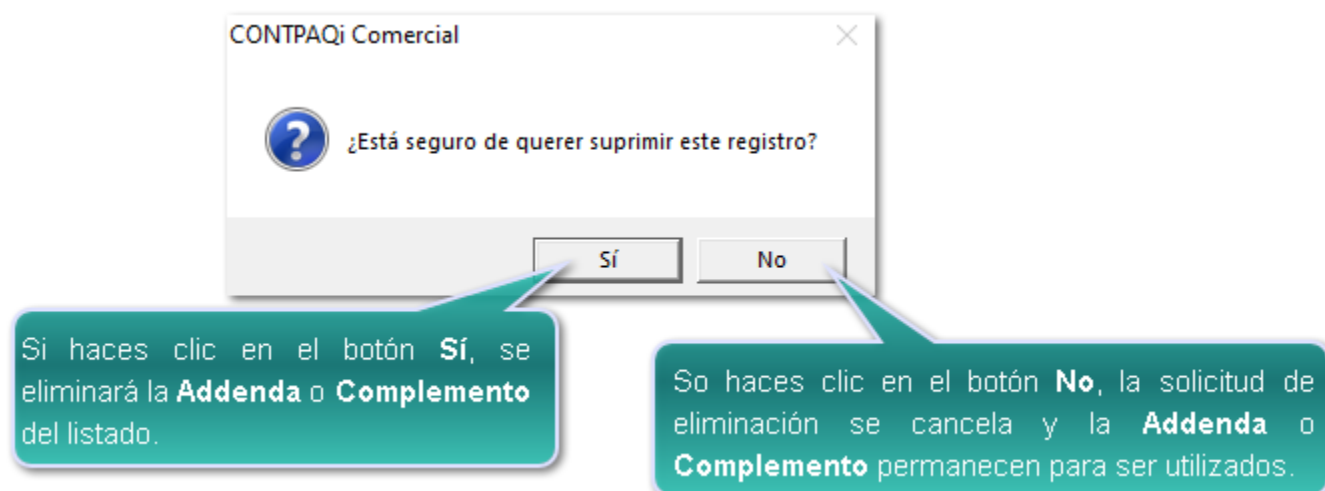 CONTPAQi Comercial
¿Está seguro de querer suprimir este registro?
Sí
No
Si haces clic en el botón Sí, se
eliminará la Addenda o Complemento
del listado.
So haces clic en el botón No, la solicitud de
eliminación se cancela y la Addenda o
Complemento permanecen para ser utilizados.